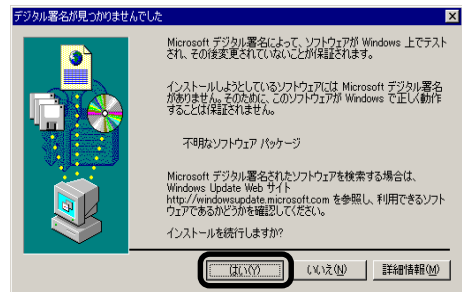 デジタル署名が見つかりませんでした
Microsoft デジタル署名によって、ソフトウェアが Windows 上でテスト
され、その後変更されていないことが保証されます。
インストールしようとしているソフトウェアには Microsoft デジタル署名
がありません。そのために、このソフトウェアが Windows で正しく動作
することは保証されません。
不明なソフトウェア パッケージ
Microsoft デジタル署名されたソフトウェアを検索する場合は、
Windows Update Web サイト
http://windowsupdate.microsoft.com を参照し、利用できるソフト
ウェアであるかどうかを確認してください。
インストールを続行しますか?
はい(Y) いいえ(N) 詳細情報(M)